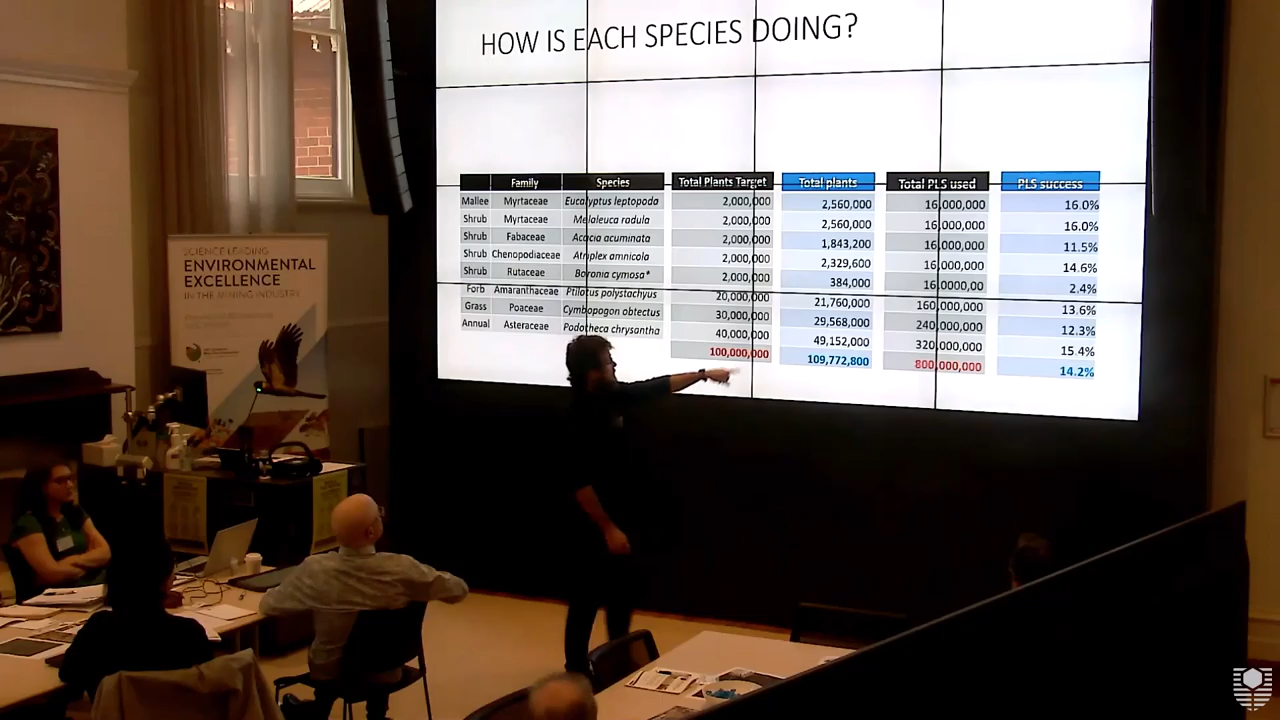 HOW IS EACH SPECIES DOING?
Family Species Total Plants Target Total plants Total PLS used PLS success
Mallee Myrtaceae Eucalyptus leptopoda 2,000,000 2,560,000 16,000,000 16.0%
Shrub Myrtaceae Melaleuca radula 2,000,000 2,560,000 16,000,000 16.0%
Shrub Fabaceae Acacia acuminata 2,000,000 1,843,200 16,000,000 11.5%
Shrub Chenopodiaceae Atriplex amnicola 2,000,000 2,329,600 16,000,000 14.6%
Shrub Rutaceae Boronia cymosa* 2,000,000 384,000 16,0000,00 2.4%
Forb Amaranthaceae Ptilotus polystachyus 20,000,000 21,760,000 160,000,000 13.6%
Grass Poaceae Cymbopogon obtectus 30,000,000 29,568,000 240,000,000 12.3%
Annual Asteraceae Podotheca chrysantha 40,000,000 49,152,000 320,000,000 15.4%
100,000,000 109,772,800 800,000,000 14.2%
SCIENCE LEADING
ENVIRONMENTAL
EXCELLENCE
IN THE MINING INDUSTRY